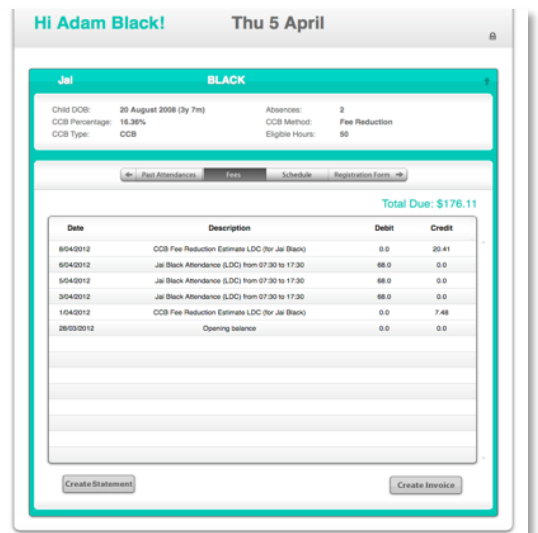 Hi Adam Black! Thu 5 April
Jai BLACK
Child DOB: 20 August 2008 (3y 7m) Absences: 2
CCB Percentage: 16.36% CCB Method: Fee Reduction
CCB Type: CCB Eligible Hours: 50
Past Attendances Fees Schedule Registration Form
Total Due: $176.11
Date Description Debit Credit
8/04/2012 CCB Fee Reduction Estimate LDC (for Jai Black) 0.0 20.41
6/04/2012 Jai Black Attendance (LDC) from 07:30 to 17:30 68.0 0.0
5/04/2012 Jai Black Attendance (LDC) from 07:30 to 17:30 68.0 0.0
3/04/2012 Jai Black Attendance (LDC) from 07:30 to 17:30 68.0 0.0
1/04/2012 CCB Fee Reduction Estimate LDC (for Jai Black) 0.0 7.48
28/03/2012 Opening balance 0.0 0.0
Create Statement Create Invoice